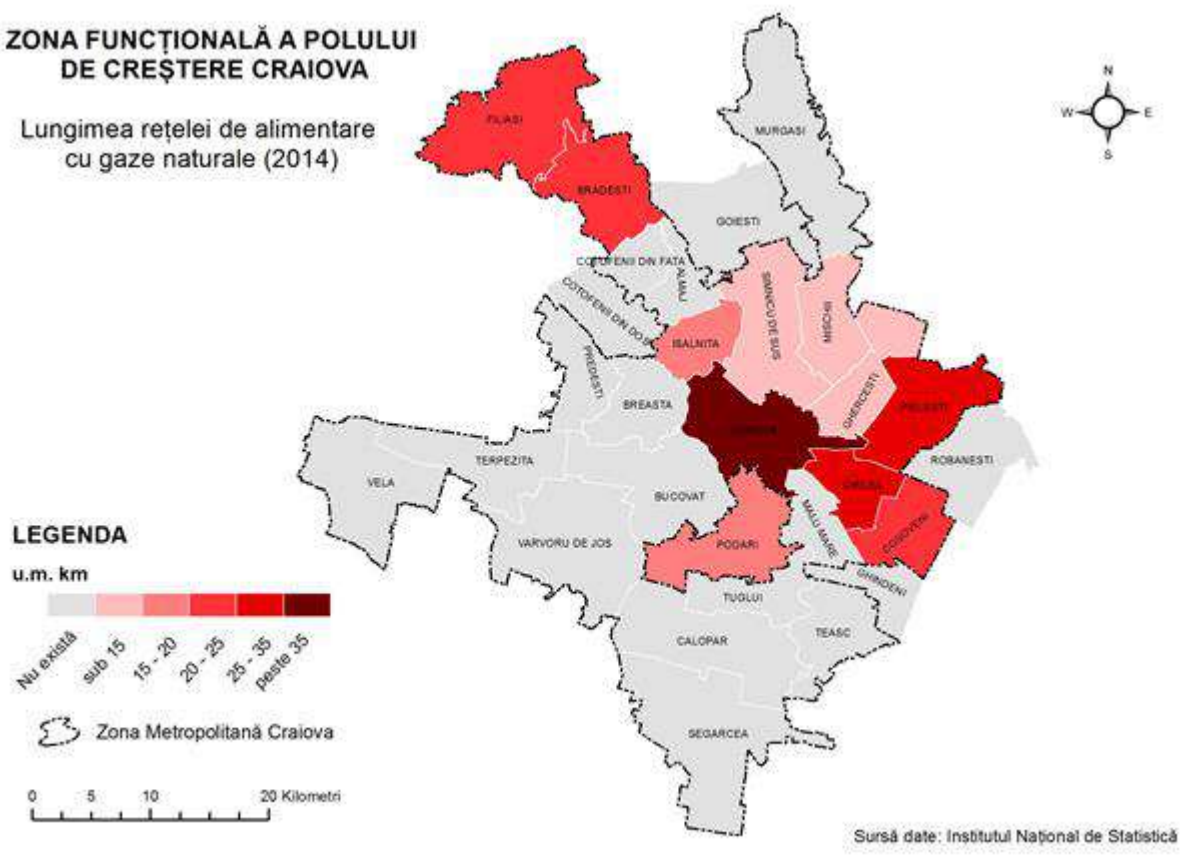 ZONA FUNCȚIONALĂ A POLULUI
DE CREȘTERE CRAIOVA
Lungimea rețelei de alimentare
cu gaze naturale (2014)
N
W
E
S
FILIASI
MURGASI
BRADESTI
GOIESTI
COTOFENII DIN FATA
ALMAJ
COTOFENII DIN DO
SIMNICU DE SUS
MISCHII
ISALNITA
PREDESTI
BREASTA
GHERCESTI
PIELESTI
ROBANESTI
TERPEZITA
VELA
BUCOVAT
MALU MARE
COSOVENI
VARVORU DE JOS
PODARI
GHINDENI
TUGLUI
TEASC
CALOPAR
SEGARCEA
LEGENDA
u.m. km
Nu există
sub 15
15 - 20
20 - 25
25 - 35
peste 35
Zona Metropolitană Craiova
0 5 10 20 Kilometri
Sursă date: Institutul Național de Statistică